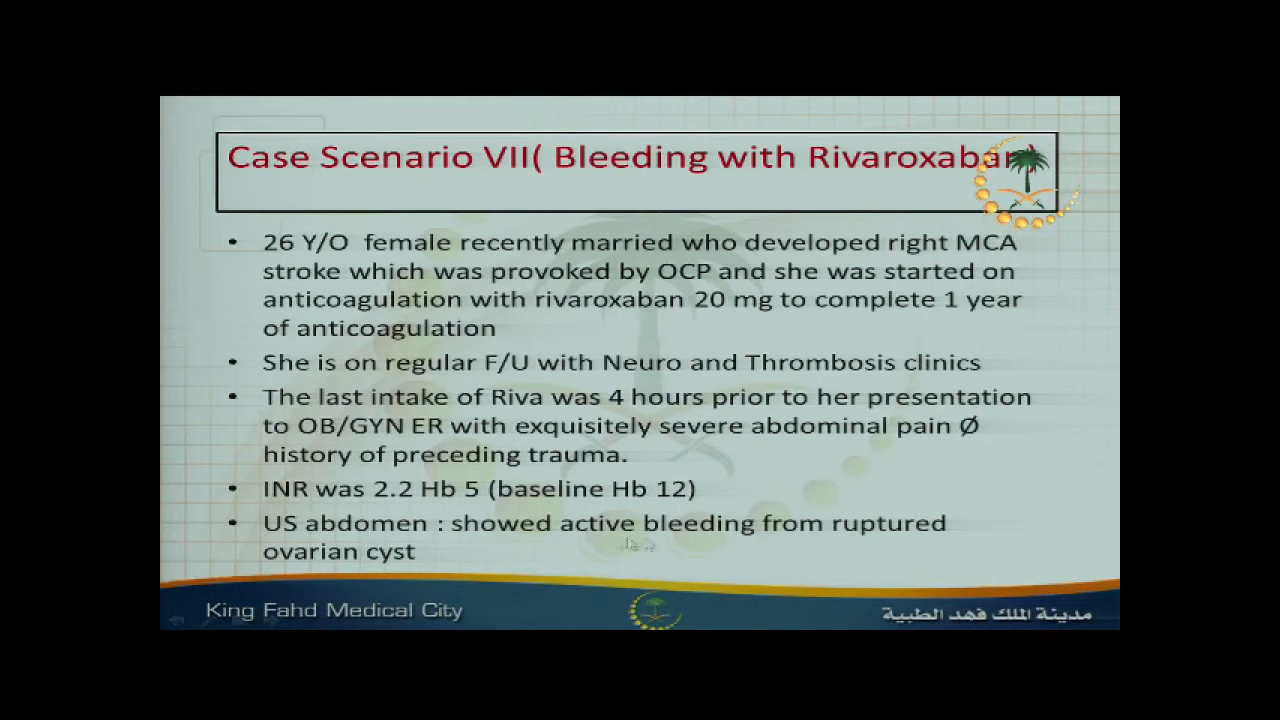 Case Scenario VII( Bleeding with Rivaroxaban)
• 26 Y/O female recently married who developed right MCA
stroke which was provoked by OCP and she was started on
anticoagulation with rivaroxaban 20 mg to complete 1 year
of anticoagulation
• She is on regular F/U with Neuro and Thrombosis clinics
• The last intake of Riva was 4 hours prior to her presentation
to OB/GYN ER with exquisitely severe abdominal pain Ø
history of preceding trauma.
• INR was 2.2 Hb 5 (baseline Hb 12)
• US abdomen : showed active bleeding from ruptured
ovarian cyst
King Fahd Medical City
مدينة الملك فهد الطبية